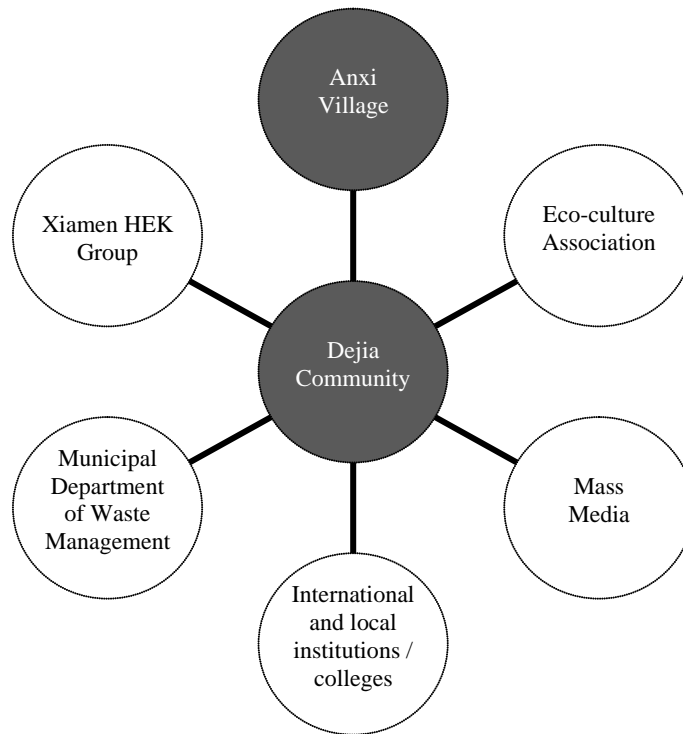 Anxi
Village
Xiamen HEK
Group
Eco-culture
Association
Dejia
Community
Municipal
Department
of Waste
Management
Mass
Media
International
and local
institutions /
colleges